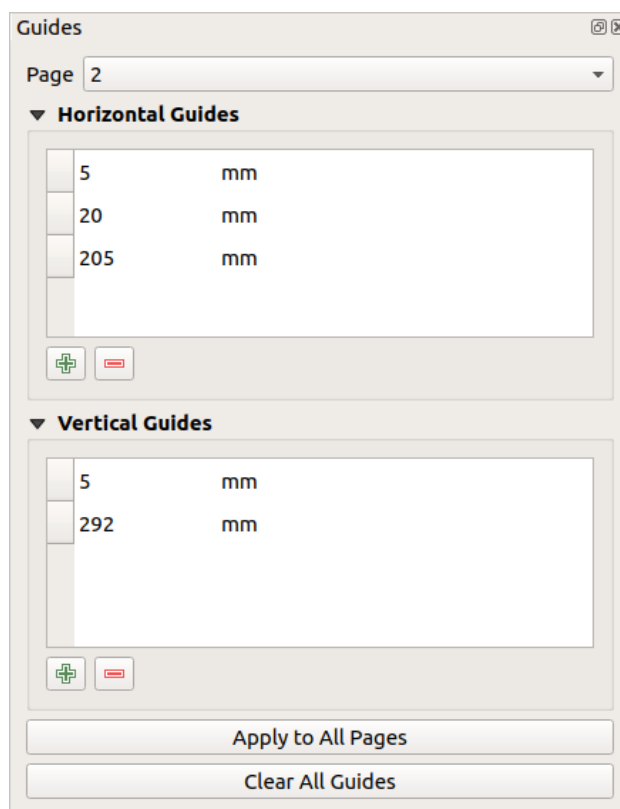 Guides
Page 2
Horizontal Guides
5 mm
20 mm
205 mm
Vertical Guides
5 mm
292 mm
Apply to All Pages
Clear All Guides